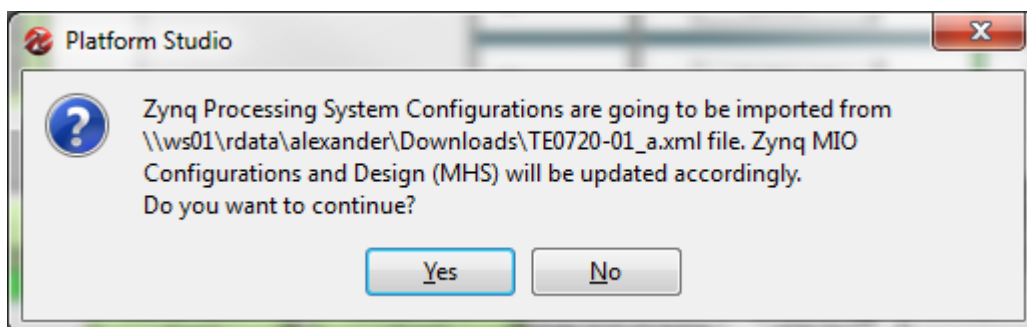 Platform Studio
Zynq Processing System Configurations are going to be imported from
\\ws01\rdata\alexander\Downloads\TE0720-01_a.xml file. Zynq MIO
Configurations and Design (MHS) will be updated accordingly.
Do you want to continue?
Yes No